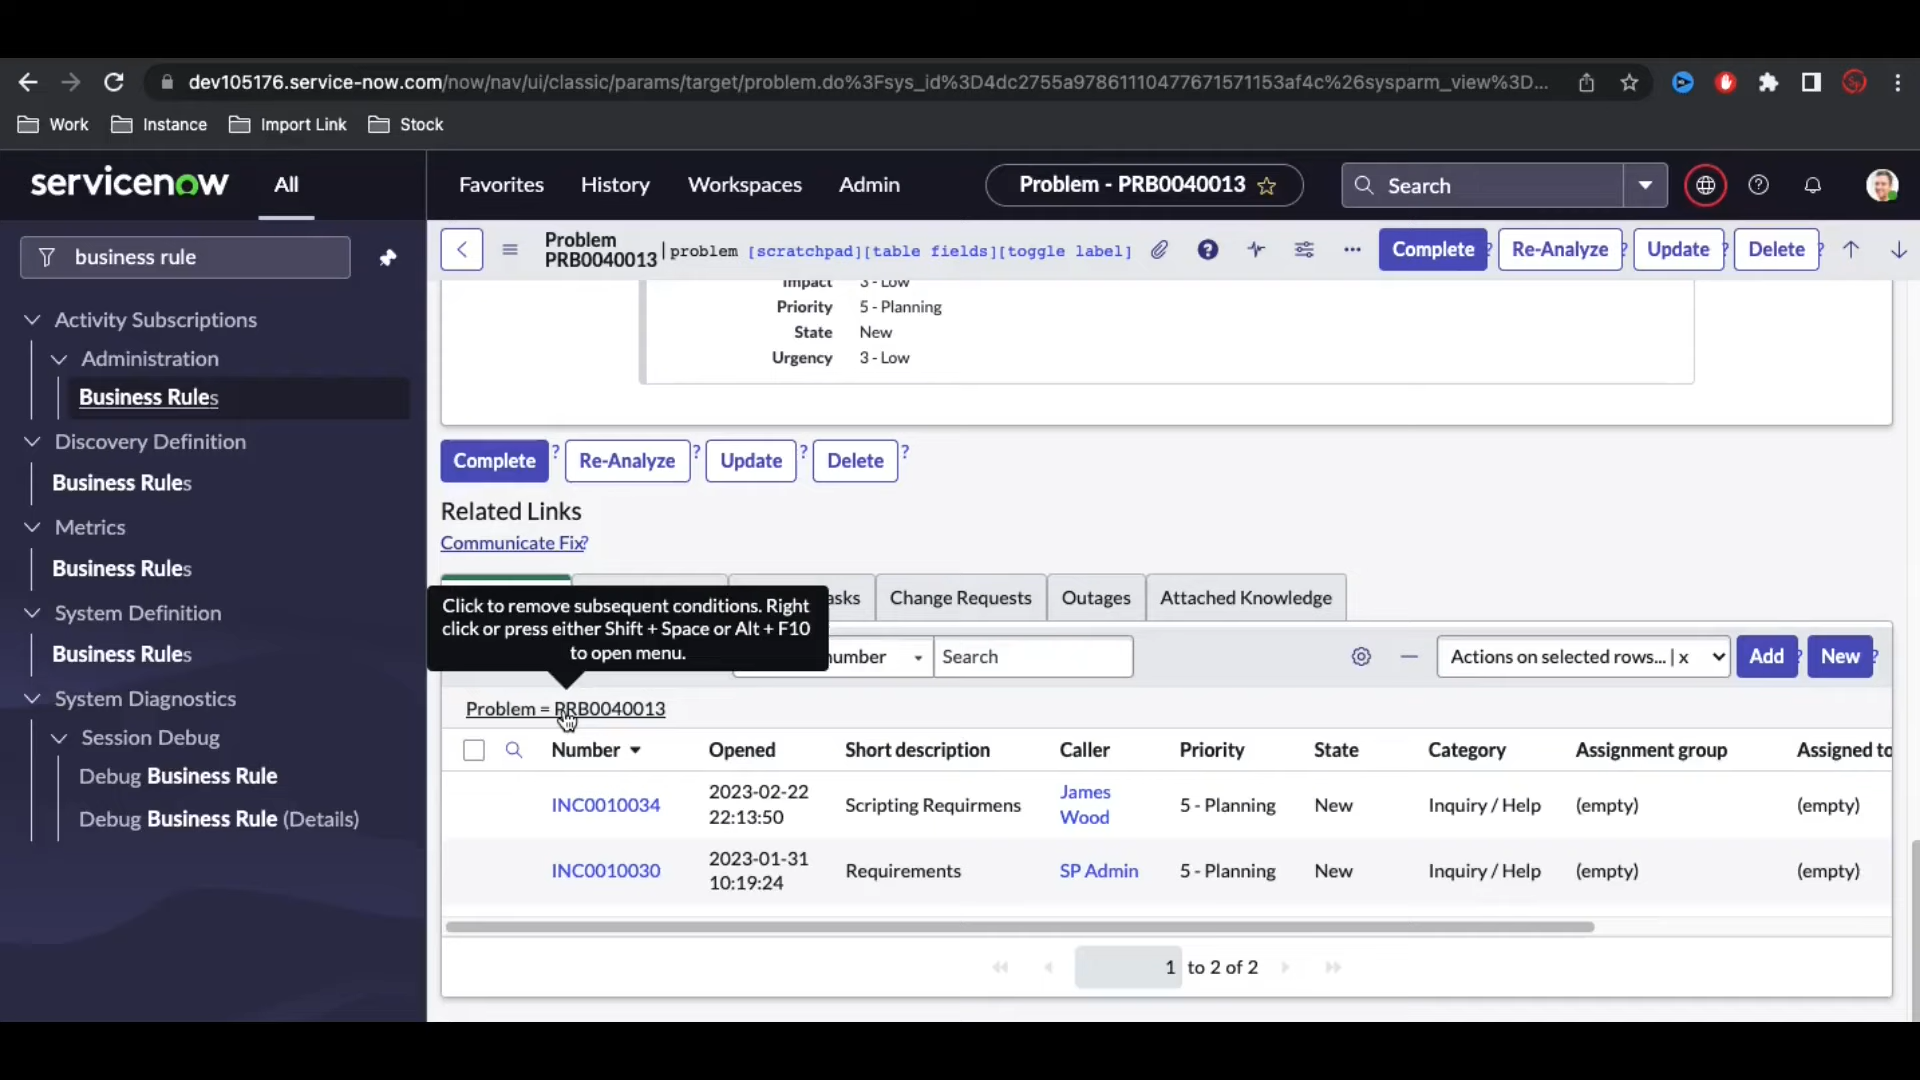 dev105176.service-now.com/now/nav/ui/classic/params/target/problem.do%3Fsys_id%3D4dc2755a97861110477671571153af4c%26sysparm_view%3D...
Work Instance Import Link Stock
servicenow All Favorites History Workspaces Admin Problem - PRB0040013 Search
business rule
Problem
PRB0040013 | problem [scratchpad][table fields][toggle label] ... Complete ? Re-Analyze ? Update ? Delete ?
Activity Subscriptions
Administration
Business Rules
Discovery Definition
Business Rules
Metrics
Business Rules
System Definition
Business Rules
System Diagnostics
Session Debug
Debug Business Rule
Debug Business Rule (Details)
Impact 3 - Low
Priority 5 - Planning
State New
Urgency 3 - Low
Complete ? Re-Analyze ? Update ? Delete ?
Related Links
Communicate Fix?
asks Change Requests Outages Attached Knowledge
Click to remove subsequent conditions. Right
click or press either Shift + Space or Alt + F10
to open menu.
umber Search Actions on selected rows... | x Add ? New ?
Problem = PRB0040013
Number Opened Short description Caller Priority State Category Assignment group Assigned to
INC0010034 2023-02-22 22:13:50 Scripting Requirmens James Wood 5 - Planning New Inquiry / Help (empty) (empty)
INC0010030 2023-01-31 10:19:24 Requirements SP Admin 5 - Planning New Inquiry / Help (empty) (empty)
1 to 2 of 2